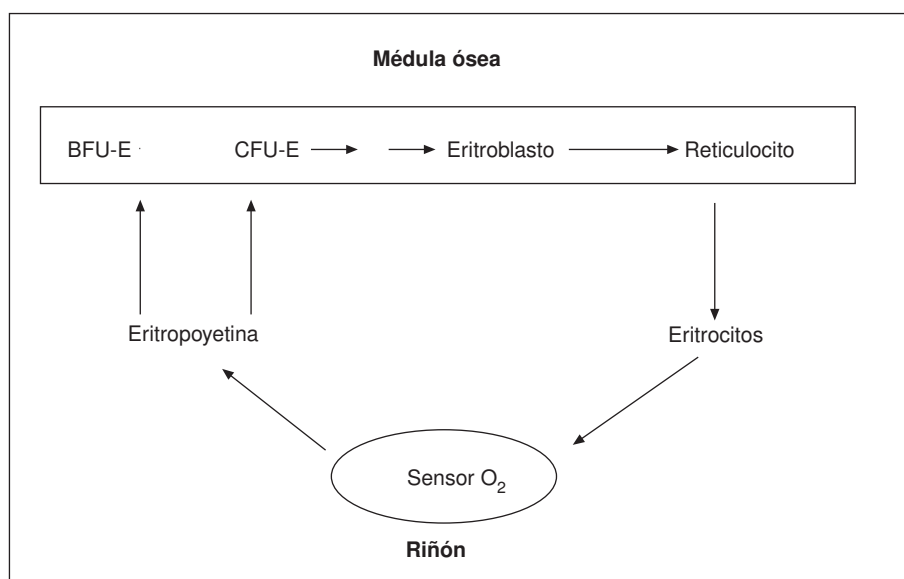 Médula ósea
BFU-E CFU-E Eritroblasto Reticulocito
Eritropoyetina Eritrocitos
Sensor O₂
Riñón